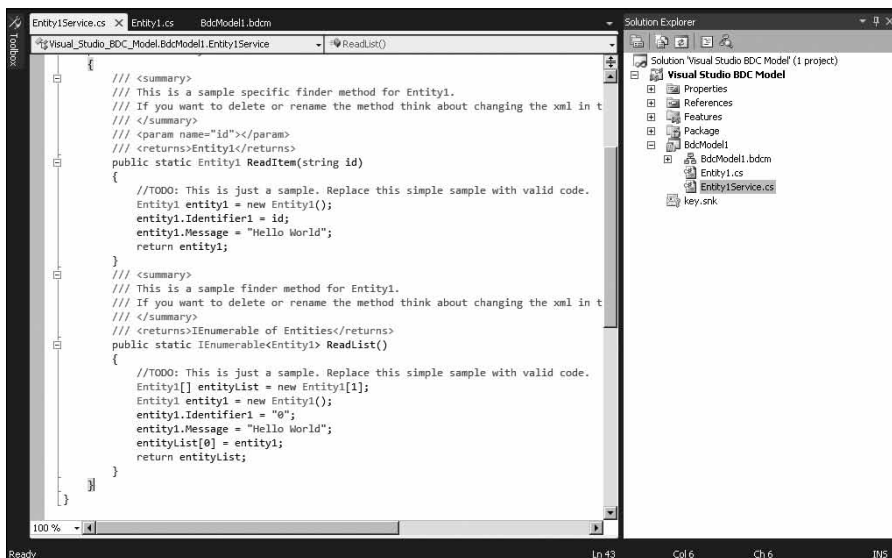 Toolbox
Entity1Service.cs X Entity1.cs BdcModel1.bdcm
Visual_Studio_BDC_Model.BdcModel1.Entity1Service
ReadList()
{
/// <summary>
/// This is a sample specific finder method for Entity1.
/// If you want to delete or rename the method think about changing the xml in t
/// </summary>
/// <param name="id"></param>
/// <returns>Entity1</returns>
public static Entity1 ReadItem(string id)
{
//TODO: This is just a sample. Replace this simple sample with valid code.
Entity1 entity1 = new Entity1();
entity1.Identifier1 = id;
entity1.Message = "Hello World";
return entity1;
}
/// <summary>
/// This is a sample finder method for Entity1.
/// If you want to delete or rename the method think about changing the xml in t
/// </summary>
/// <returns>IEnumerable of Entities</returns>
public static IEnumerable<Entity1> ReadList()
{
//TODO: This is just a sample. Replace this simple sample with valid code.
Entity1[] entityList = new Entity1[1];
Entity1 entity1 = new Entity1();
entity1.Identifier1 = "0";
entity1.Message = "Hello World";
entityList[0] = entity1;
return entityList;
}
}
}
100 %
Solution Explorer
Solution 'Visual Studio BDC Model' (1 project)
Visual Studio BDC Model
Properties
References
Features
Package
BdcModel1
BdcModel1.bdcm
Entity1.cs
Entity1Service.cs
key.snk
Ready Ln 43 Col 6 Ch 6 INS